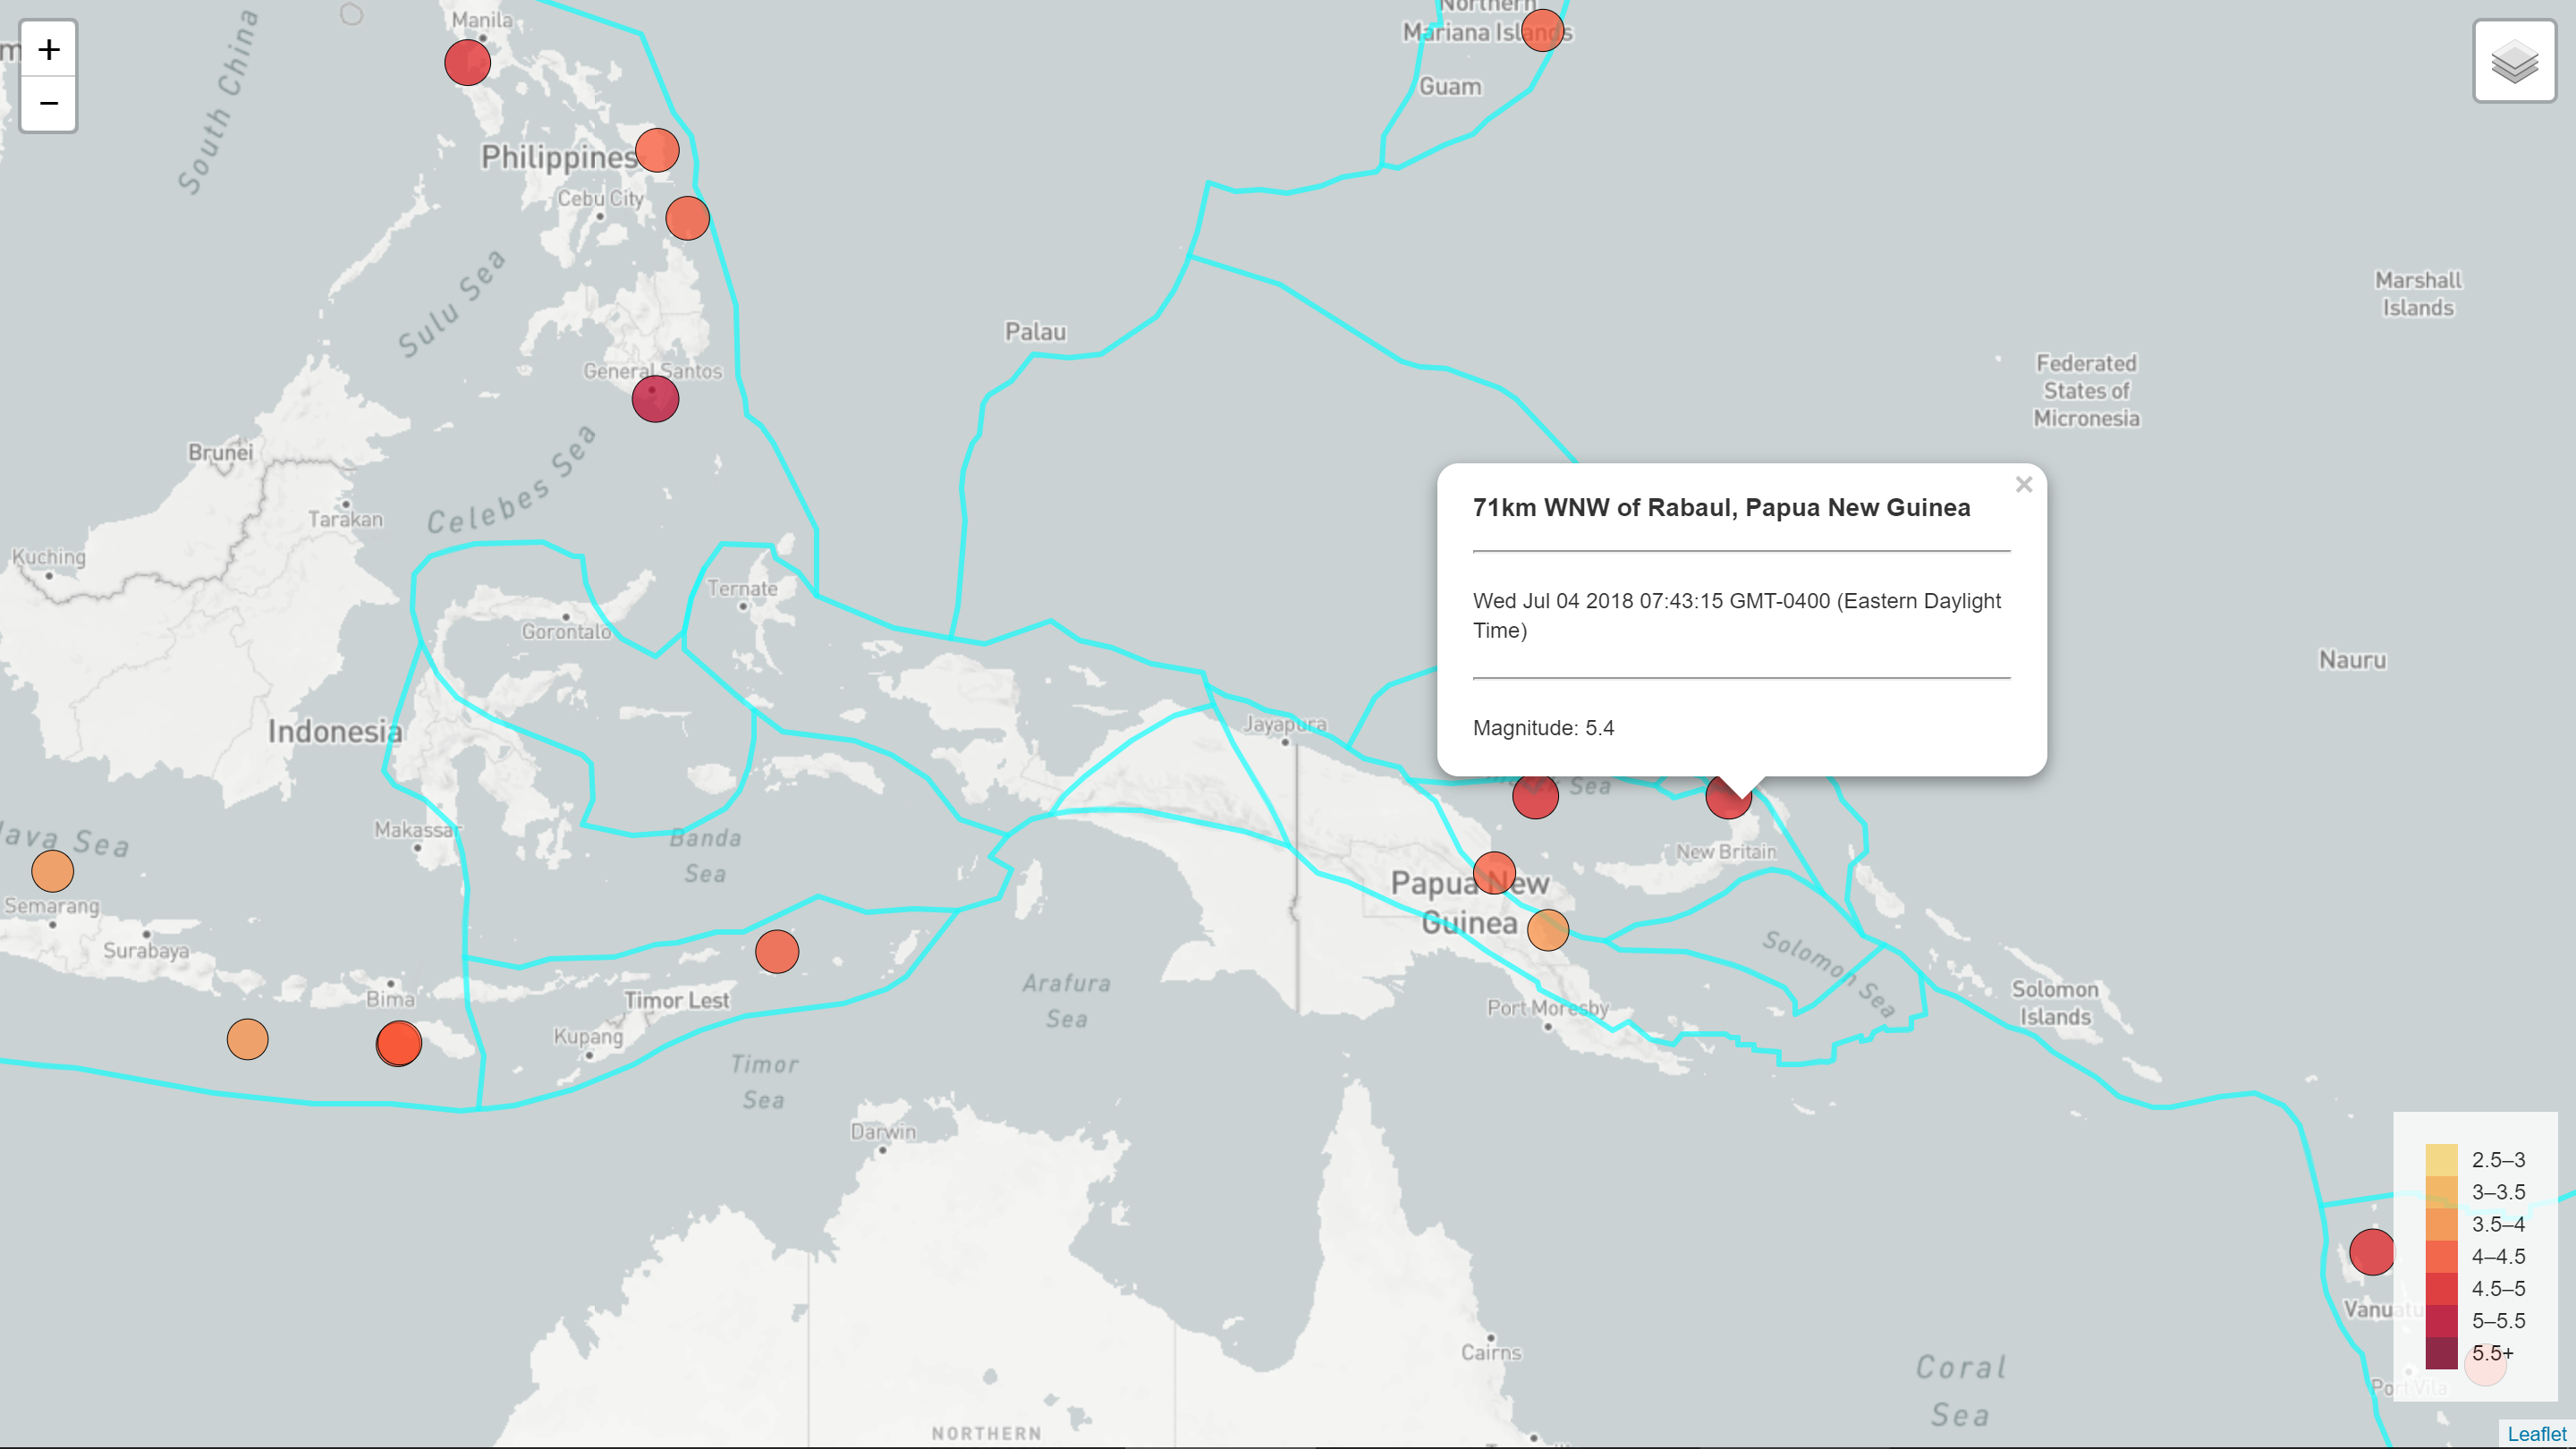 Manila
Northern
Mariana Islands
Guam
South China
Philippines
Cebu City
Sulu Sea
Palau
Marshall
Islands
Federated
States of
Micronesia
General Santos
Brunei
Celebes Sea
Tarakan
Kuching
Ternate
Gorontalo
Nauru
71km WNW of Rabaul, Papua New Guinea
×
Wed Jul 04 2018 07:43:15 GMT-0400 (Eastern Daylight
Time)
Magnitude: 5.4
Indonesia
Jayapura
Sea
Makassar
Java Sea
Banda
Sea
New Britain
Papua New
Guinea
Semarang
Surabaya
Bima
Timor Lest
Kupang
Arafura
Sea
Solomon Sea
Solomon
Islands
Port Moresby
Timor
Sea
Darwin
Cairns
Coral
Sea
NORTHERN
Vanuatu
Port Vila
2.5–3
3–3.5
3.5–4
4–4.5
4.5–5
5–5.5
5.5+
+
−
Leaflet